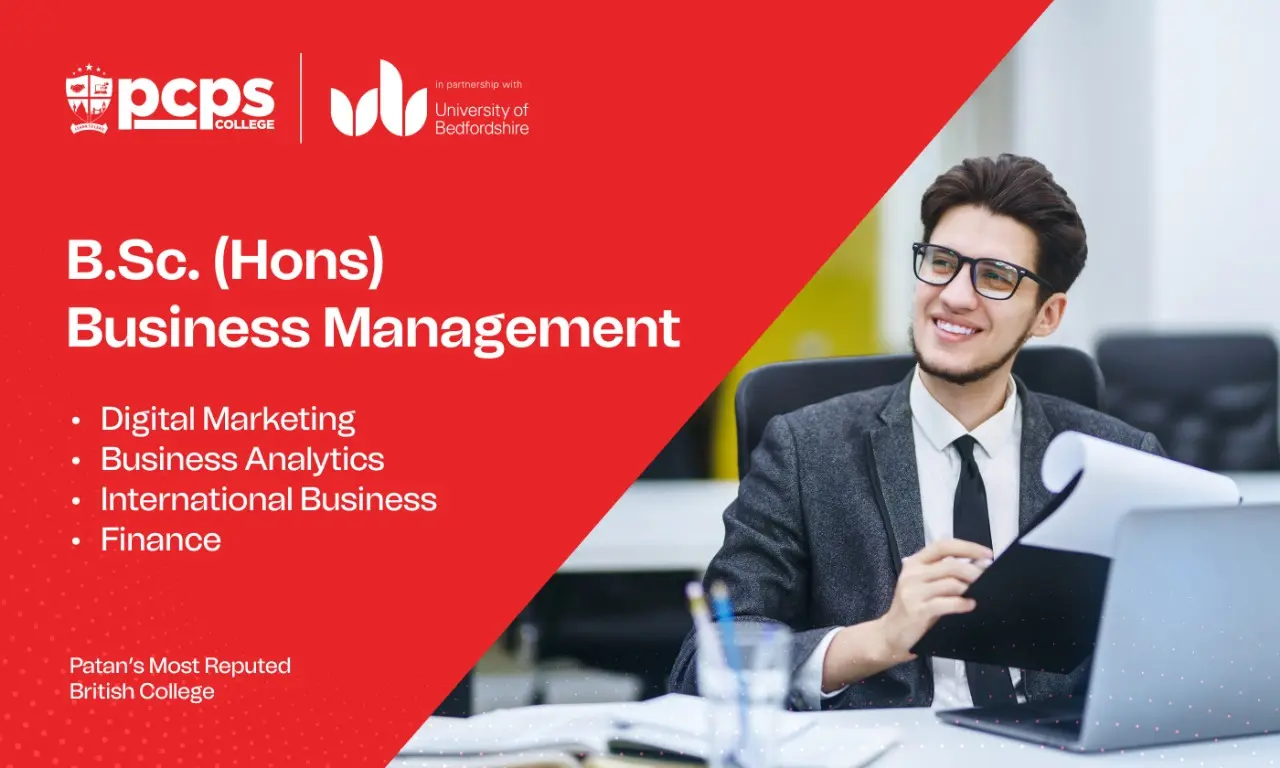 pcps
COLLEGE
in partnership with
University of
Bedfordshire
B.Sc. (Hons)
Business Management
• Digital Marketing
• Business Analytics
• International Business
• Finance
Patan's Most Reputed
British College